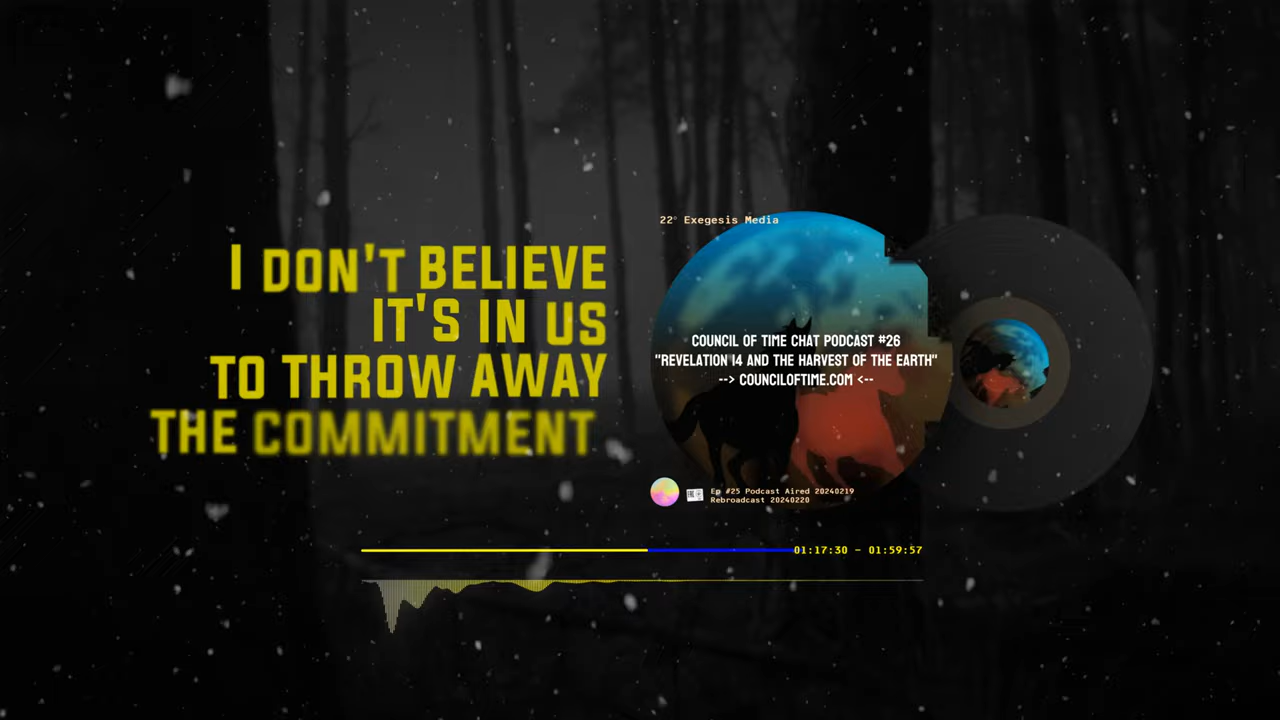 I DON'T BELIEVE
IT'S IN US
TO THROW AWAY
THE COMMITMENT
22° Exegesis Media
COUNCIL OF TIME CHAT PODCAST #26
"REVELATION 14 AND THE HARVEST OF THE EARTH"
--> COUNCILOFTIME.COM <--
Ep #25 Podcast Aired 20240219
Rebroadcast 20240220
01:17:30 - 01:59:57